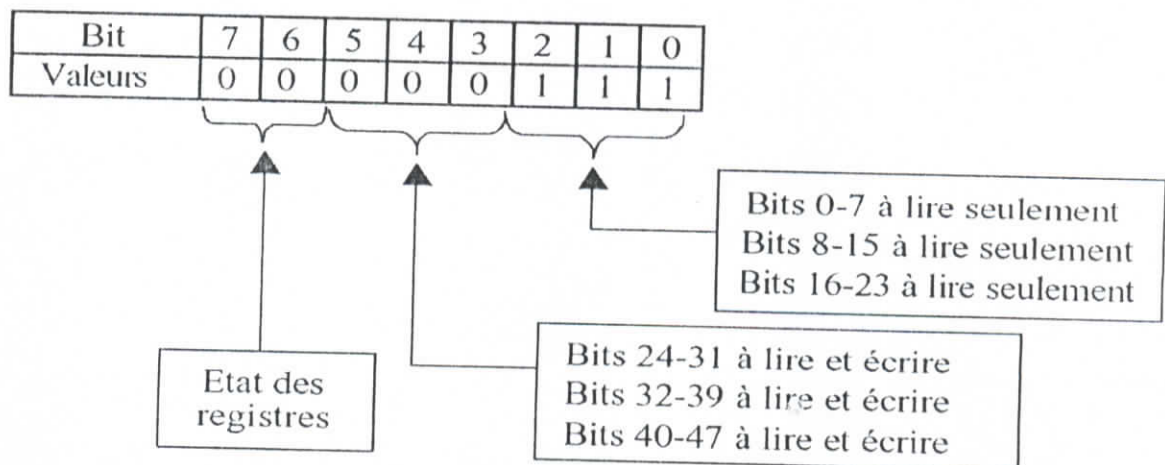 Bit 7 6 5 4 3 2 1 0
Valeurs 0 0 0 0 0 1 1 1
Bits 0-7 à lire seulement
Bits 8-15 à lire seulement
Bits 16-23 à lire seulement
Bits 24-31 à lire et écrire
Bits 32-39 à lire et écrire
Bits 40-47 à lire et écrire
Etat des
registres